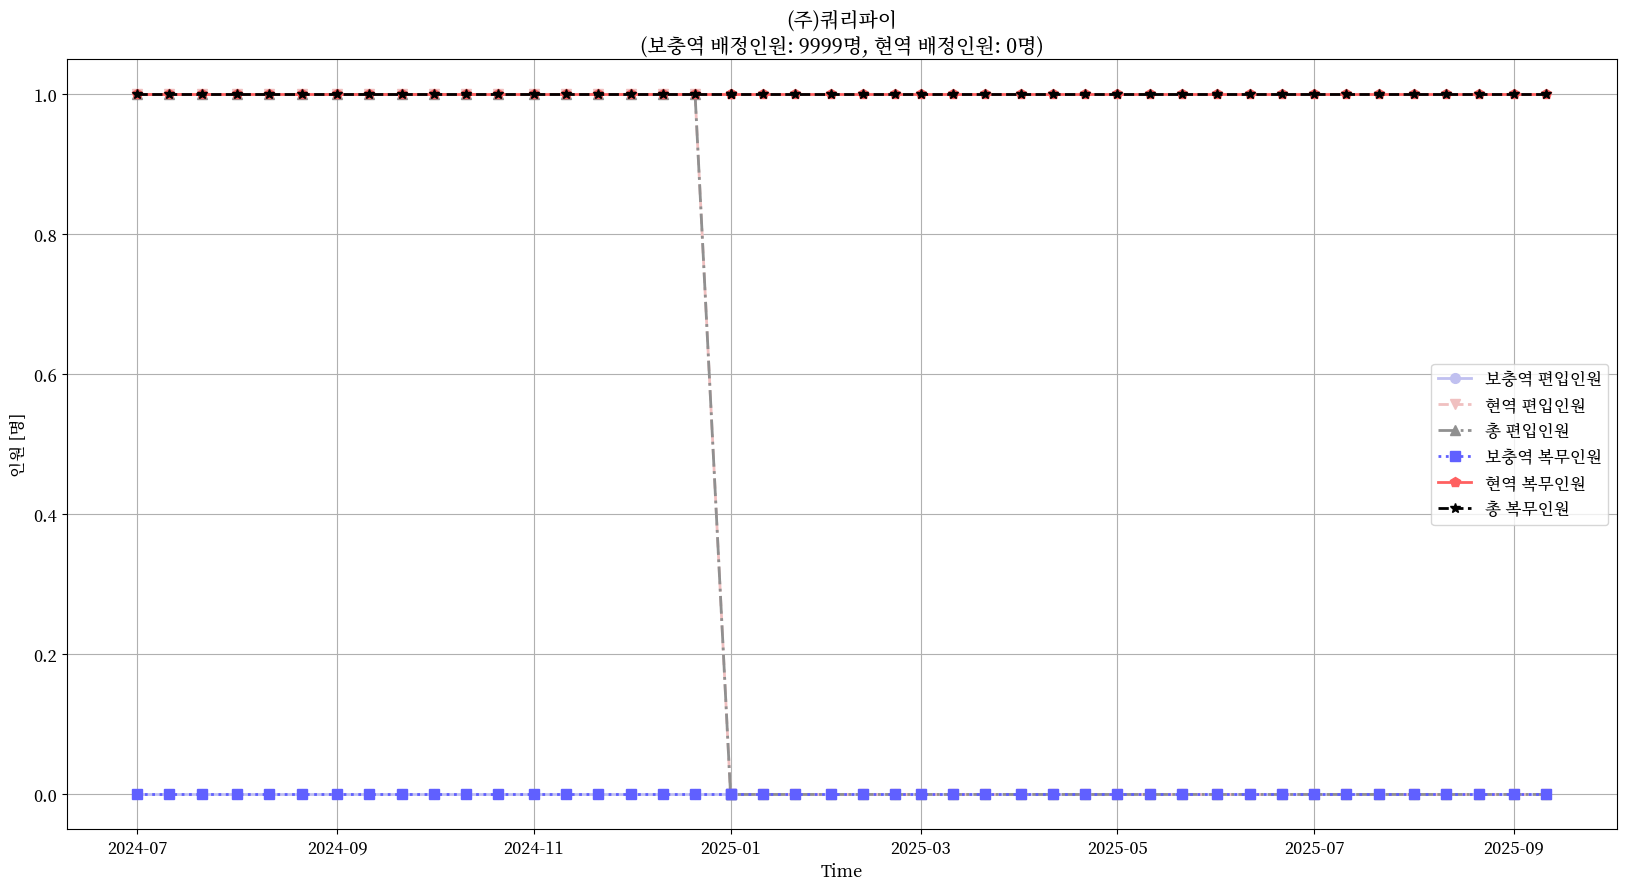 (주)쿼리파이
(보충역 배정인원: 9999명, 현역 배정인원: 0명)
1.0
0.8
0.6
0.4
0.2
0.0
인원 [명]
보충역 편입인원
현역 편입인원
총 편입인원
보충역 복무인원
현역 복무인원
총 복무인원
2024-07 2024-09 2024-11 2025-01 2025-03 2025-05 2025-07 2025-09
Time